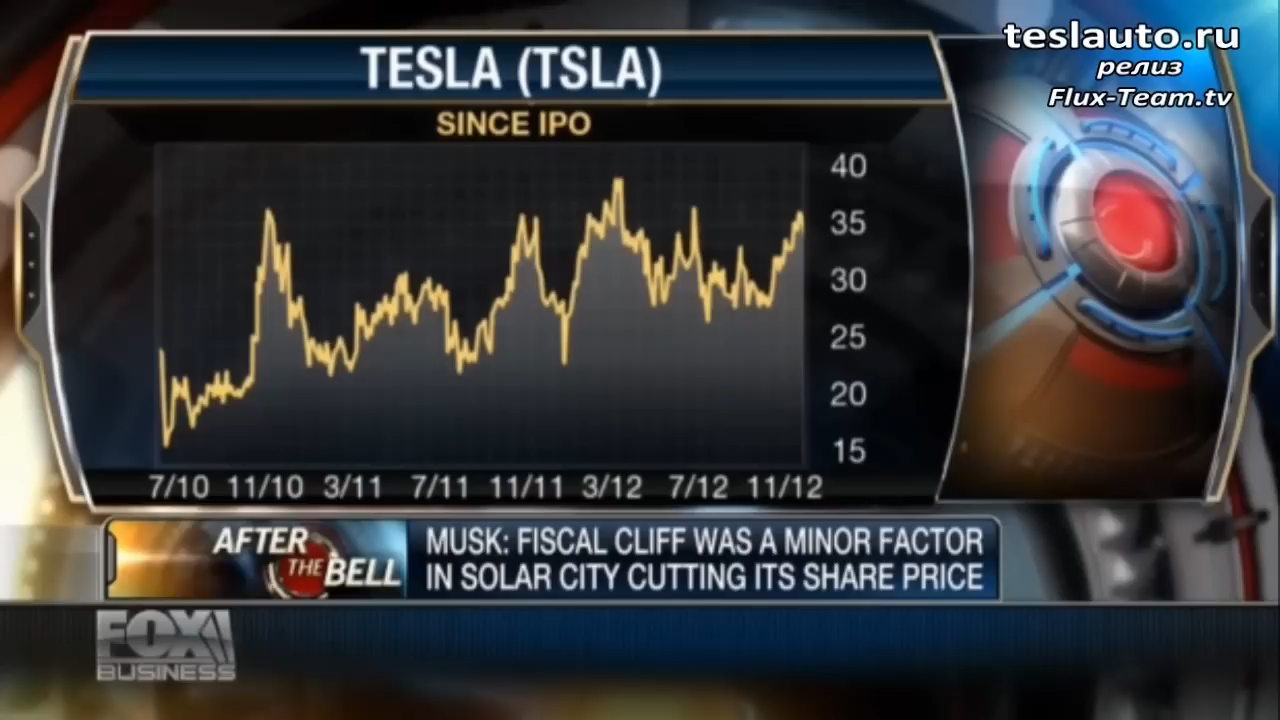 teslauto.ru
релиз
Flux-Team.tv
TESLA (TSLA)
SINCE IPO
40
35
30
25
20
15
7/10 11/10 3/11 7/11 11/11 3/12 7/12 11/12
AFTER THE BELL
MUSK: FISCAL CLIFF WAS A MINOR FACTOR
IN SOLAR CITY CUTTING ITS SHARE PRICE
FOX
BUSINESS